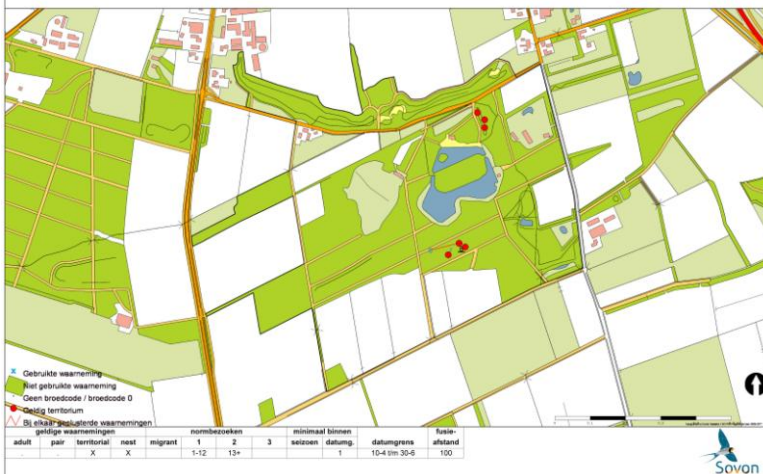 Gebruikte waarneming
Niet gebruikte waarneming
Geen broedcode / broedcode 0
Geldig territorium
Bij elkaar geclusterde waarnemingen
geldige waarnemingen normbezoeken minimaal binnen fusie-
adult pair territorial nest migrant 1 2 3 seizoen datumg. datumgrens afstand
. . X X 1-12 13+ 1 10-4 t/m 30-6 100
Sovon